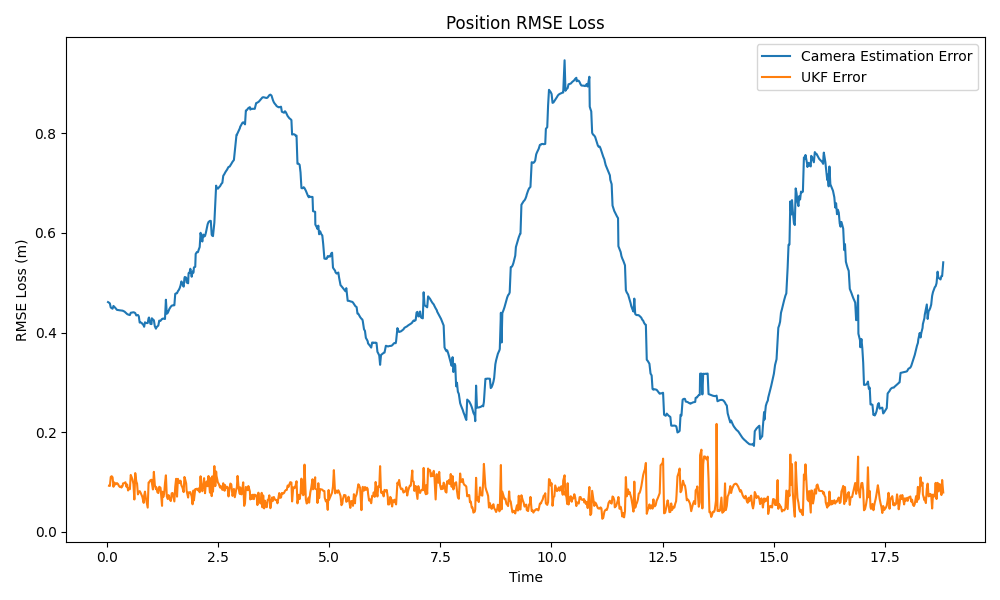 Position RMSE Loss
Camera Estimation Error
UKF Error
RMSE Loss (m)
0.8
0.6
0.4
0.2
0.0
0.0 2.5 5.0 7.5 10.0 12.5 15.0 17.5
Time